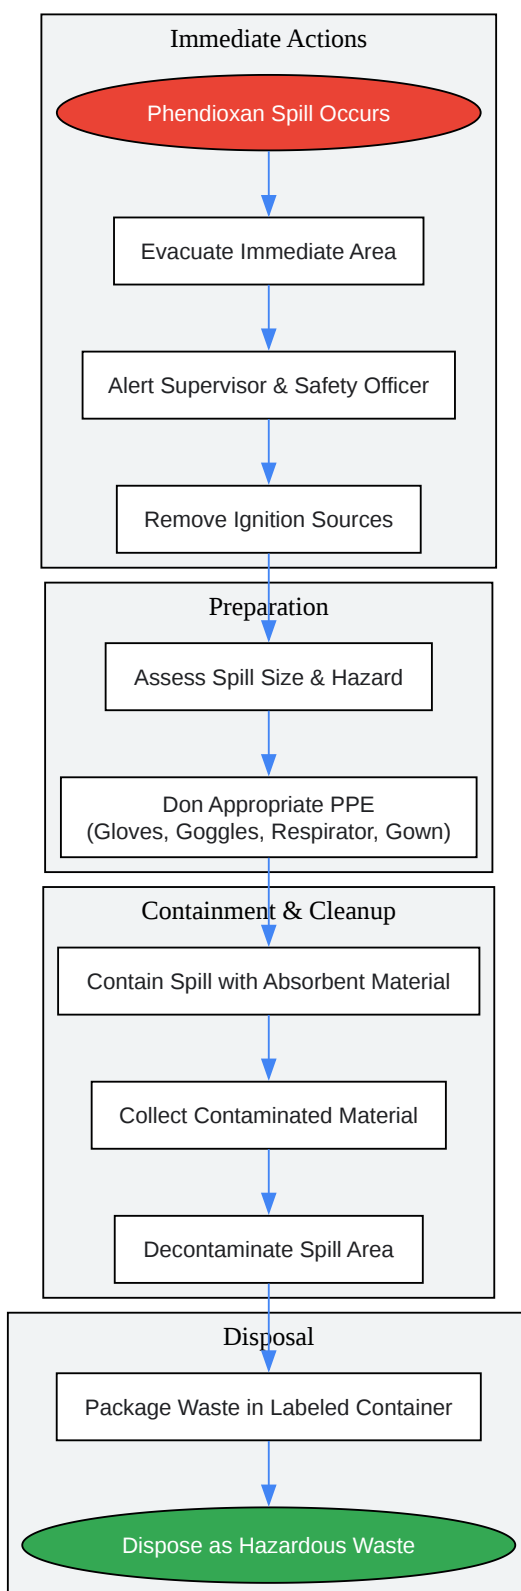 Immediate Actions
Phendioxan Spill Occurs
Evacuate Immediate Area
Alert Supervisor & Safety Officer
Remove Ignition Sources
Preparation
Assess Spill Size & Hazard
Don Appropriate PPE
(Gloves, Goggles, Respirator, Gown)
Containment & Cleanup
Contain Spill with Absorbent Material
Collect Contaminated Material
Decontaminate Spill Area
Disposal
Package Waste in Labeled Container
Dispose as Hazardous Waste